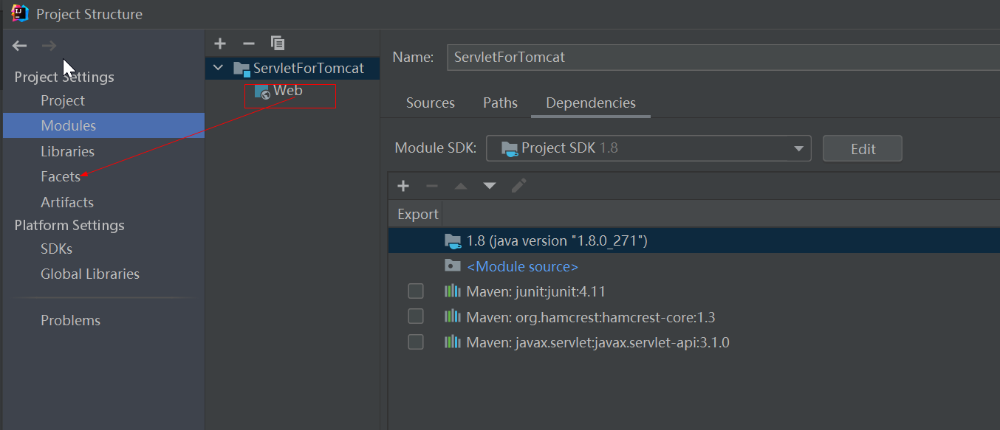 Project Structure
Project Settings
Project
Modules
Libraries
Facets
Artifacts
Platform Settings
SDKs
Global Libraries
Problems
ServletForTomcat
Web
Name: ServletForTomcat
Sources Paths Dependencies
Module SDK: Project SDK 1.8 Edit
Export
1.8 (java version "1.8.0_271")
<Module source>
Maven: junit:junit:4.11
Maven: org.hamcrest:hamcrest-core:1.3
Maven: javax.servlet:javax.servlet-api:3.1.0